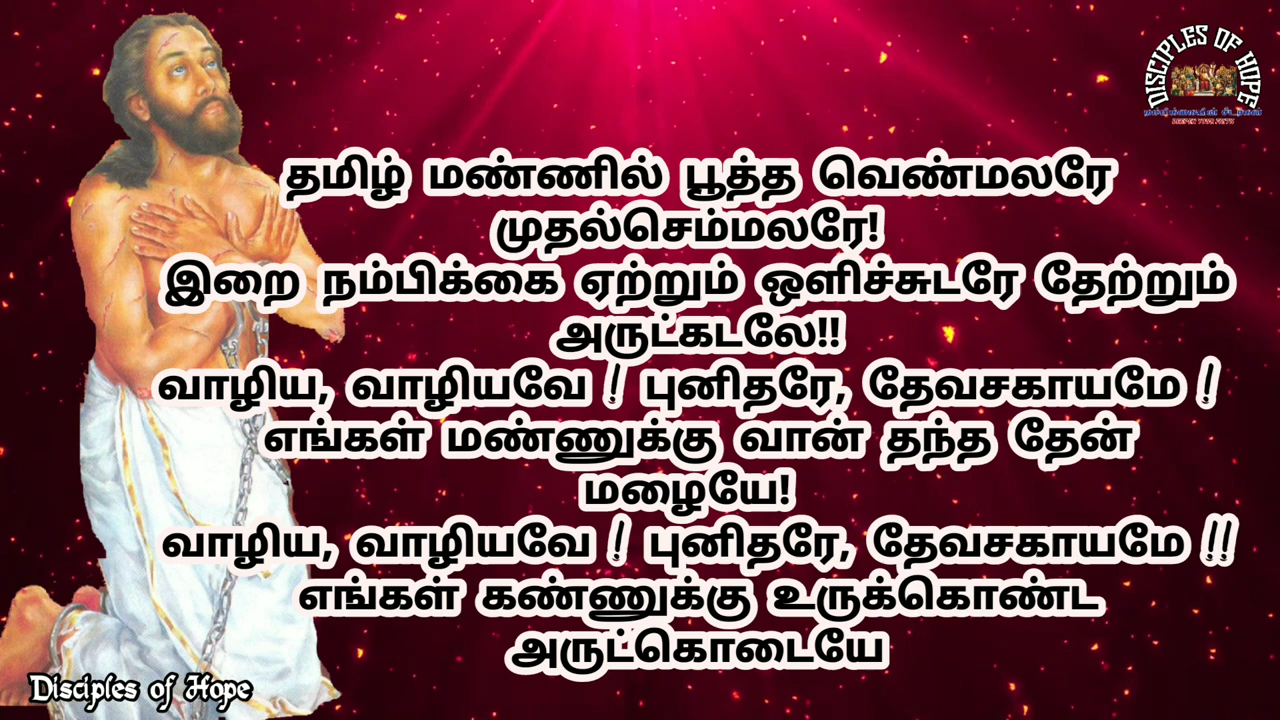 DISCIPLES OF HOPE
தமிழ் மண்ணில் பூத்த வெண்மலரே
முதல்செம்மலரே!
இறை நம்பிக்கை ஏற்றும் ஒளிச்சுடரே தேற்றும்
அருட்கடலே!!
வாழிய, வாழியவே ! புனிதரே, தேவசகாயமே !
எங்கள் மண்ணுக்கு வான் தந்த தேன்
மழையே!
வாழிய, வாழியவே ! புனிதரே, தேவசகாயமே !!
எங்கள் கண்ணுக்கு உருக்கொண்ட
அருட்கொடையே
Disciples of Hope